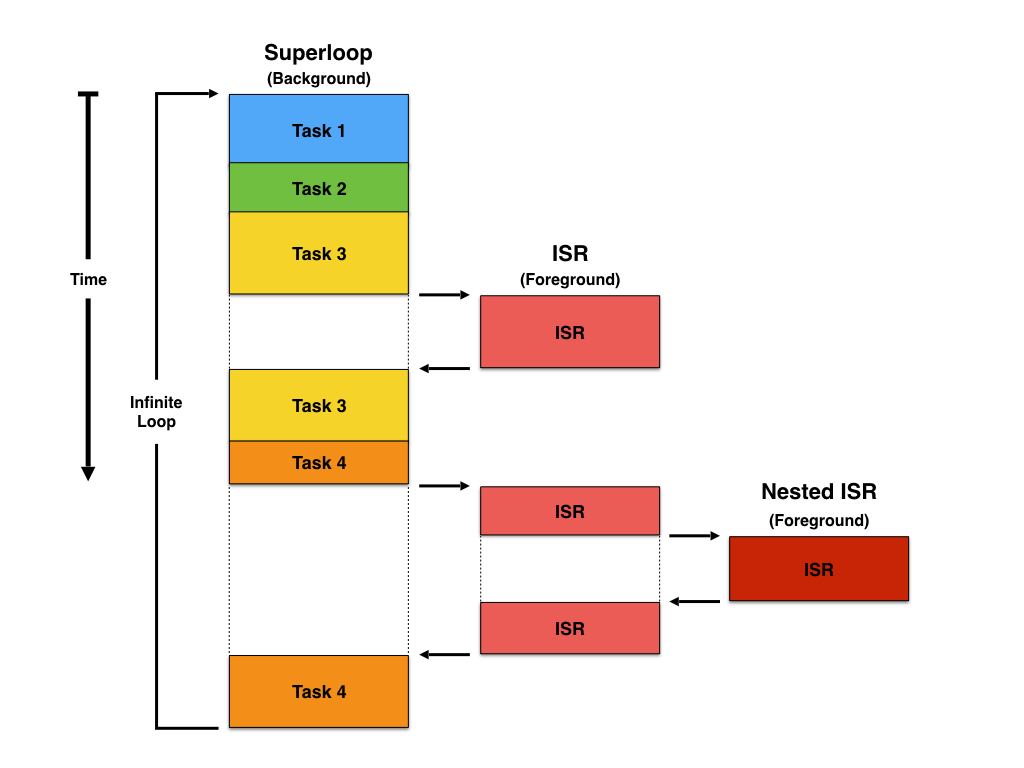 Superloop
(Background)
Task 1
Task 2
Task 3
ISR
(Foreground)
Time
ISR
Infinite
Loop
Task 3
Task 4
Nested ISR
(Foreground)
ISR
ISR
ISR
Task 4